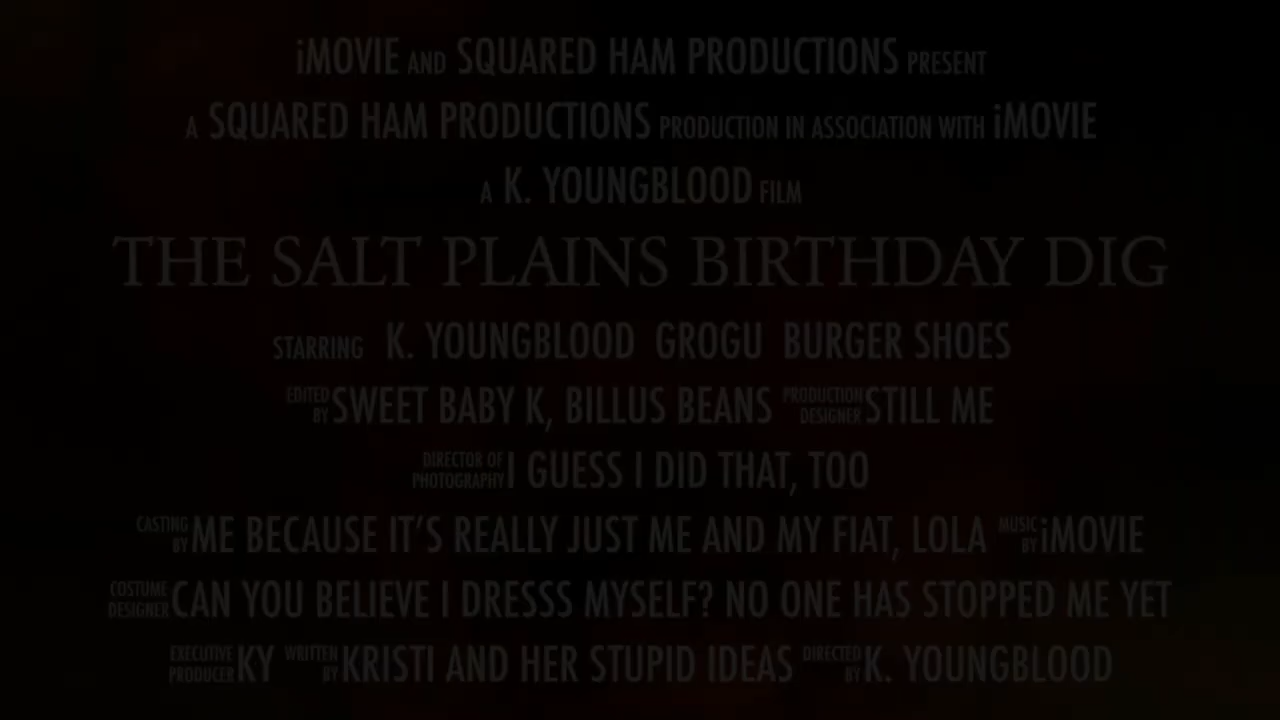 iMOVIE AND SQUARED HAM PRODUCTIONS PRESENT
A SQUARED HAM PRODUCTIONS PRODUCTION IN ASSOCIATION WITH iMOVIE
A K. YOUNGBLOOD FILM
THE SALT PLAINS BIRTHDAY DIG
STARRING K. YOUNGBLOOD GROGU BURGER SHOES
EDITED BY SWEET BABY K, BILLUS BEANS PRODUCTION DESIGNER STILL ME
DIRECTOR OF PHOTOGRAPHY I GUESS I DID THAT, TOO
CASTING BY ME BECAUSE IT'S REALLY JUST ME AND MY FIAT, LOLA MUSIC BY iMOVIE
COSTUME DESIGNER CAN YOU BELIEVE I DRESSS MYSELF? NO ONE HAS STOPPED ME YET
EXECUTIVE PRODUCER KY WRITTEN BY KRISTI AND HER STUPID IDEAS DIRECTED BY K. YOUNGBLOOD